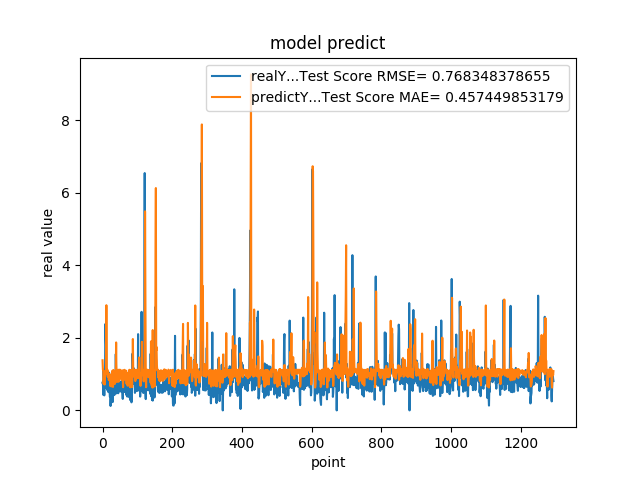 model predict
realY...Test Score RMSE= 0.768348378655
predictY...Test Score MAE= 0.457449853179
real value
8
6
4
2
0
0 200 400 600 800 1000 1200
point